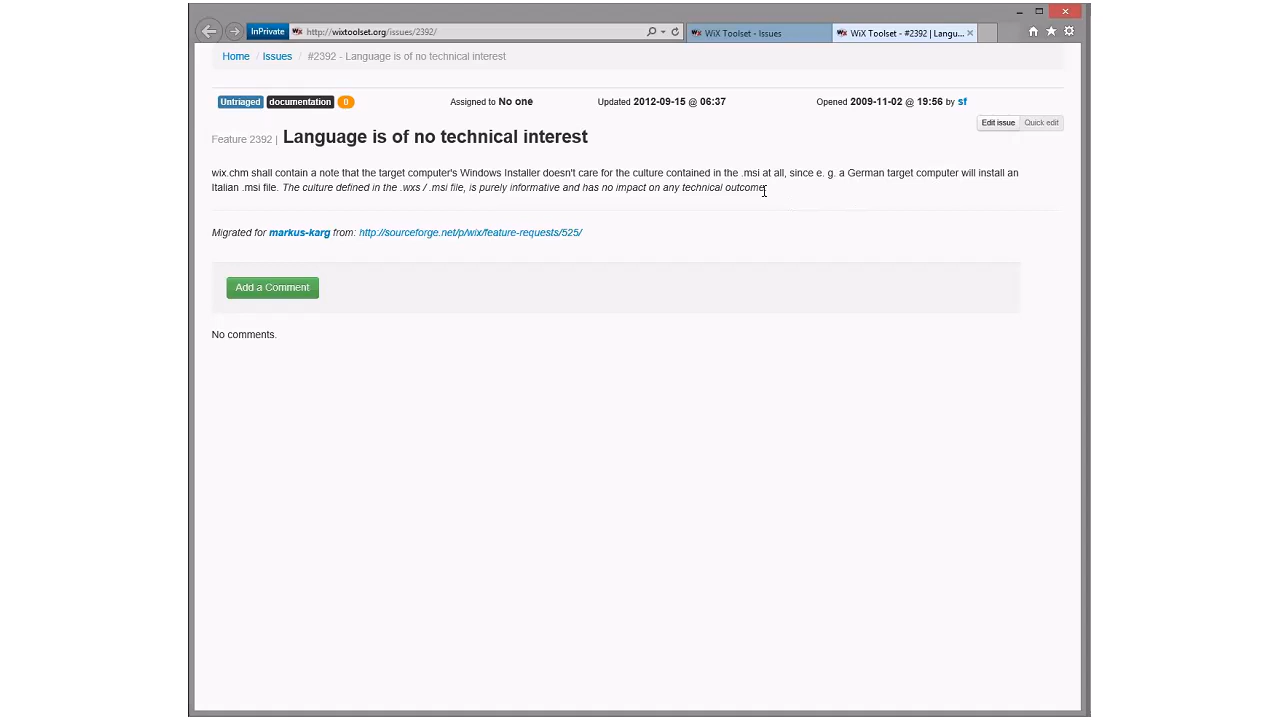 InPrivate http://wixtoolset.org/issues/2392/ WiX Toolset - Issues WiX Toolset - #2392 | Langu...
Home / Issues / #2392 - Language is of no technical interest
Untriaged documentation 0 Assigned to No one Updated 2012-09-15 @ 06:37 Opened 2009-11-02 @ 19:56 by sf
Edit issue Quick edit
Feature 2392 | Language is of no technical interest
wix.chm shall contain a note that the target computer's Windows Installer doesn't care for the culture contained in the .msi at all, since e. g. a German target computer will install an
Italian .msi file. The culture defined in the .wxs / .msi file, is purely informative and has no impact on any technical outcome.
Migrated for markus-karg from: http://sourceforge.net/p/wix/feature-requests/525/
Add a Comment
No comments.